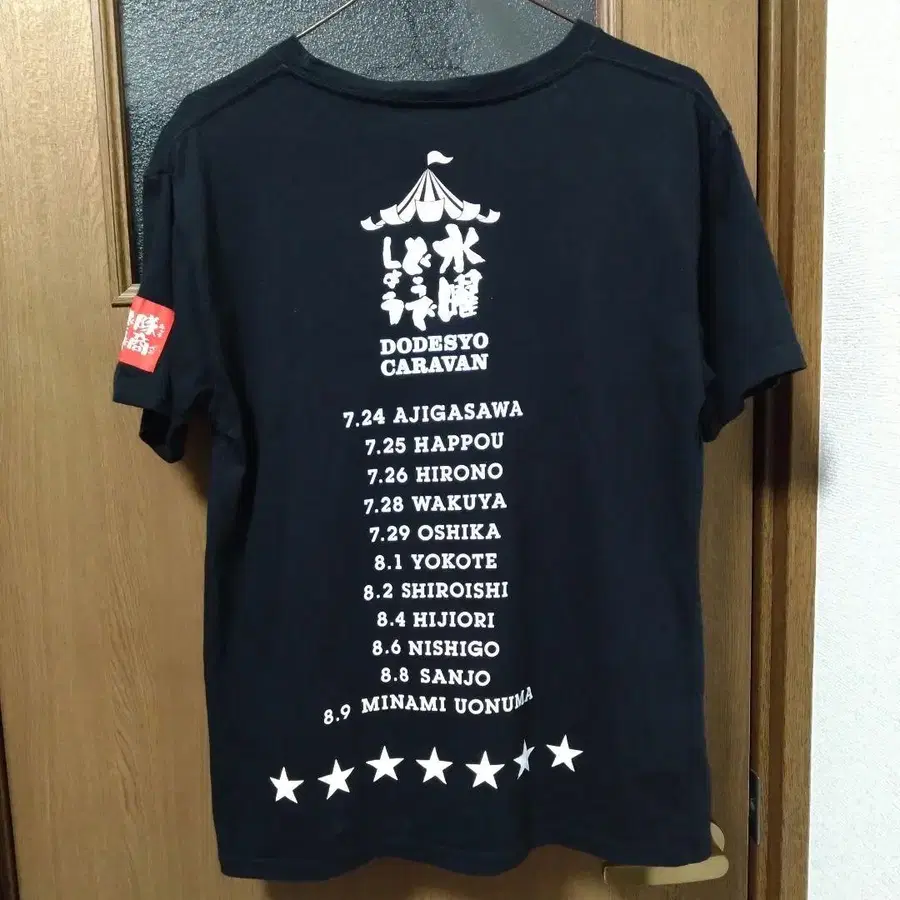 水曜
どうで
しょう
DODESYO
CARAVAN
7.24 AJIGASAWA
7.25 HAPPOU
7.26 HIRONO
7.28 WAKUYA
7.29 OSHIKA
8.1 YOKOTE
8.2 SHIROISHI
8.4 HIJIORI
8.6 NISHIGO
8.8 SANJO
8.9 MINAMI UONUMA
隊
商